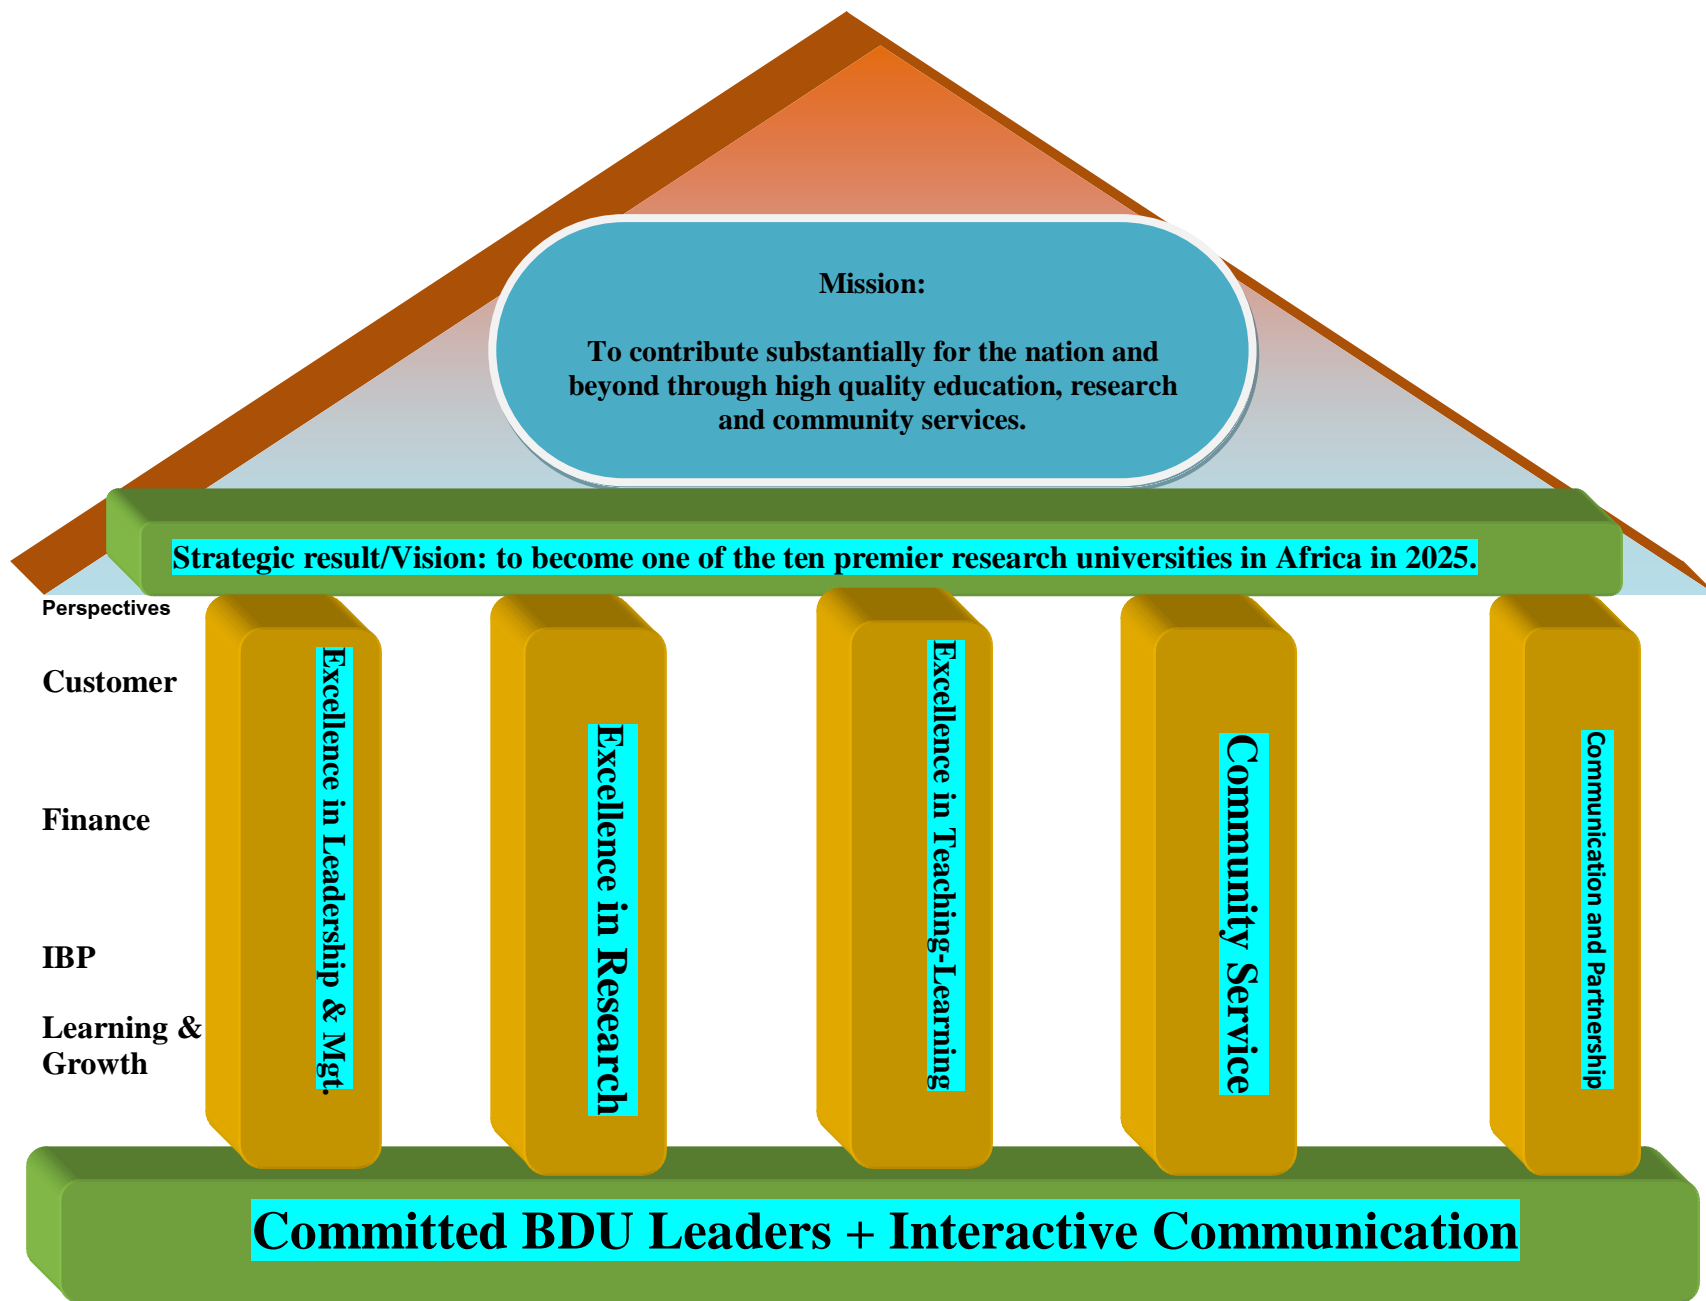 Mission:
To contribute substantially for the nation and
beyond through high quality education, research
and community services.
Strategic result/Vision: to become one of the ten premier research universities in Africa in 2025.
Perspectives
Customer
Finance
IBP
Learning &
Growth
Excellence in Leadership & Mgt.
Excellence in Research
Excellence in Teaching-Learning
Community Service
Communication and Partnership
Committed BDU Leaders + Interactive Communication